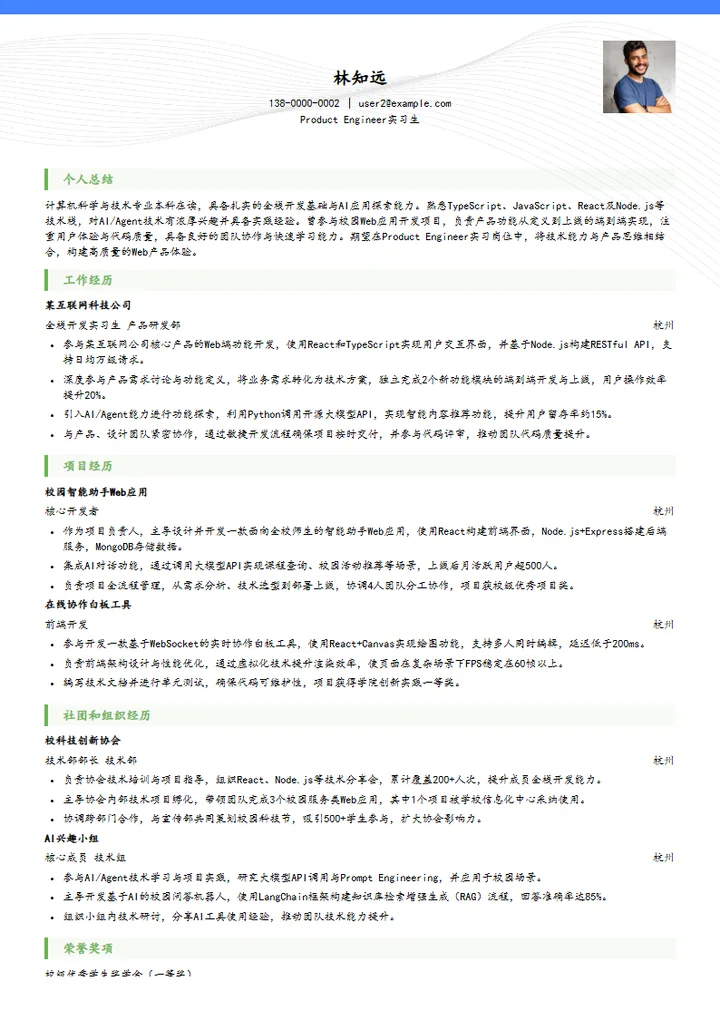 林知远
138-0000-0002 | user2@example.com
Product Engineer实习生
个人总结
计算机科学与技术专业本科在读，具备扎实的全栈开发基础与AI应用探索能力。熟悉TypeScript、JavaScript、React及Node.js等
技术栈，对AI/Agent技术有浓厚兴趣并具备实践经验。曾参与校园Web应用开发项目，负责产品功能从定义到上线的端到端实现，注
重用户体验与代码质量，具备良好的团队协作与快速学习能力。期望在Product Engineer实习岗位中，将技术能力与产品思维相结
合，构建高质量的Web产品体验。
工作经历
某互联网科技公司
全栈开发实习生 产品研发部 杭州
• 参与某互联网公司核心产品的Web端功能开发，使用React和TypeScript实现用户交互界面，并基于Node.js构建RESTful API，支
持日均万级请求。
• 深度参与产品需求讨论与功能定义，将业务需求转化为技术方案，独立完成2个新功能模块的端到端开发与上线，用户操作效率
提升20%。
• 引入AI/Agent能力进行功能探索，利用Python调用开源大模型API，实现智能内容推荐功能，提升用户留存率约15%。
• 与产品、设计团队紧密协作，通过敏捷开发流程确保项目按时交付，并参与代码评审，推动团队代码质量提升。
项目经历
校园智能助手Web应用
核心开发者 杭州
• 作为项目负责人，主导设计并开发一款面向全校师生的智能助手Web应用，使用React构建前端界面，Node.js+Express搭建后端
服务，MongoDB存储数据。
• 集成AI对话功能，通过调用大模型API实现课程查询、校园活动推荐等场景，上线后月活跃用户超500人。
• 负责项目全流程管理，从需求分析、技术选型到部署上线，协调4人团队分工协作，项目获校级优秀项目奖。
在线协作白板工具
前端开发 杭州
• 参与开发一款基于WebSocket的实时协作白板工具，使用React+Canvas实现绘图功能，支持多人同时编辑，延迟低于200ms。
• 负责前端架构设计与性能优化，通过虚拟化技术提升渲染效率，使页面在复杂场景下FPS稳定在60帧以上。
• 编写技术文档并进行单元测试，确保代码可维护性，项目获得学院创新实践一等奖。
社团和组织经历
校科技创新协会
技术部部长 技术部 杭州
• 负责协会技术培训与项目指导，组织React、Node.js等技术分享会，累计覆盖200+人次，提升成员全栈开发能力。
• 主导协会内部技术项目孵化，带领团队完成3个校园服务类Web应用，其中1个项目被学校信息化中心采纳使用。
• 协调跨部门合作，与宣传部共同策划校园科技节，吸引500+学生参与，扩大协会影响力。
AI兴趣小组
核心成员 技术组 杭州
• 参与AI/Agent技术学习与项目实践，研究大模型API调用与Prompt Engineering，并应用于校园场景。
• 主导开发基于AI的校园问答机器人，使用LangChain框架构建知识库检索增强生成（RAG）流程，回答准确率达85%。
• 组织小组内技术研讨，分享AI工具使用经验，推动团队技术能力提升。
荣誉奖项
校级优秀学生奖学金（一等奖）